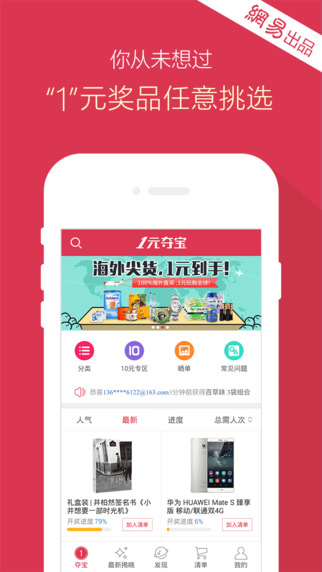 網易出品
你从未想过
“1”元奖品任意挑选
1元夺宝
海外尖货，1元到手！
100%海外直采，1元玩购全球！
分类
10
10元专区
晒单
常见问题
恭喜136****6122@163.com3分钟前获得百草味 3袋组合
人气
最新
进度
总需人次
礼盒装 | 井柏然签名书《小井想要一部时光机》
开奖进度 79%
加入清单
华为 HUAWEI Mate S 臻享版 移动/联通双4G
开奖进度 7%
加入清单
1
夺宝
最新揭晓
发现
清单
我的